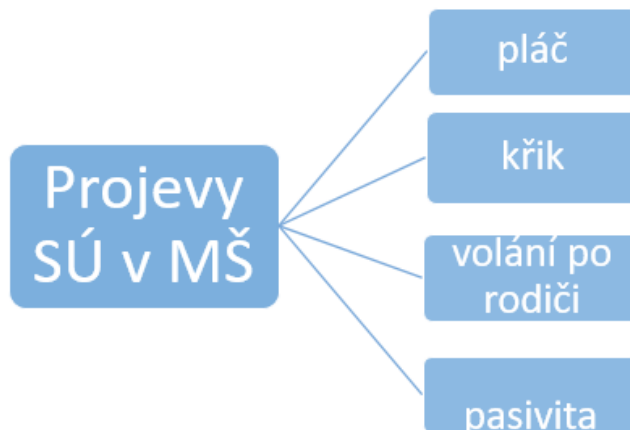 Projevy
SÚ v MŠ
pláč
křik
volání po
rodiči
pasivita